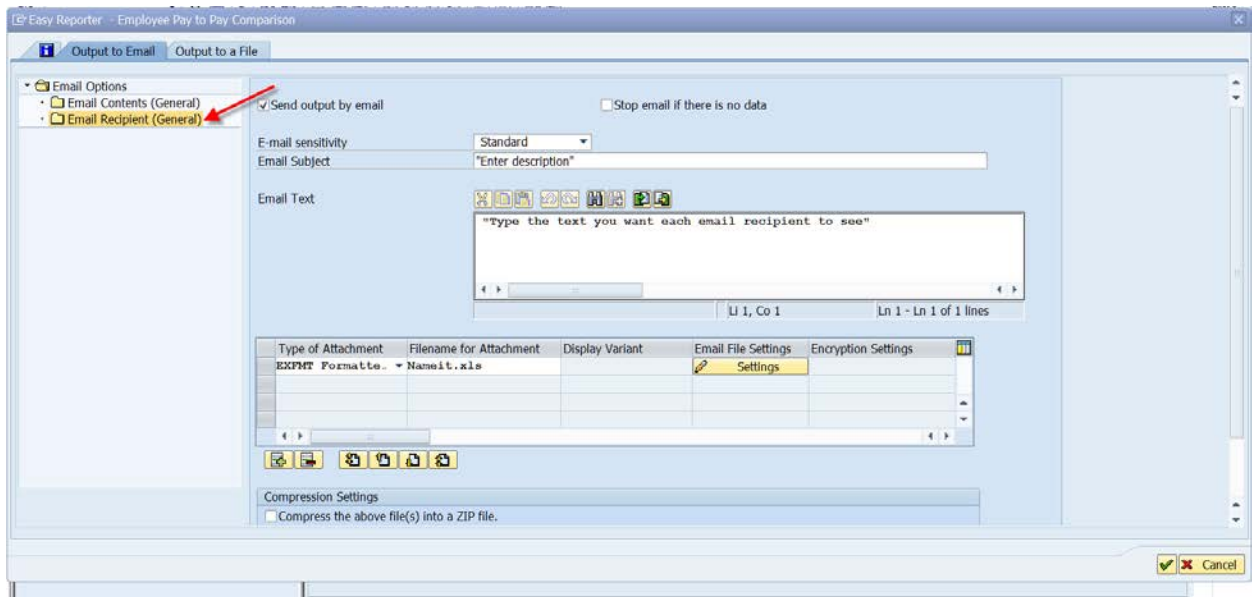 Easy Reporter - Employee Pay to Pay Comparison
Output to Email Output to a File
Email Options
Email Contents (General)
Email Recipient (General)
Send output by email Stop email if there is no data
E-mail sensitivity Standard
Email Subject "Enter description"
Email Text
"Type the text you want each email recipient to see"
Li 1, Co 1 Ln 1 - Ln 1 of 1 lines
Type of Attachment Filename for Attachment Display Variant Email File Settings Encryption Settings
EXFMT Formatte.. Nameit.xls Settings
Compression Settings
Compress the above file(s) into a ZIP file.
Cancel